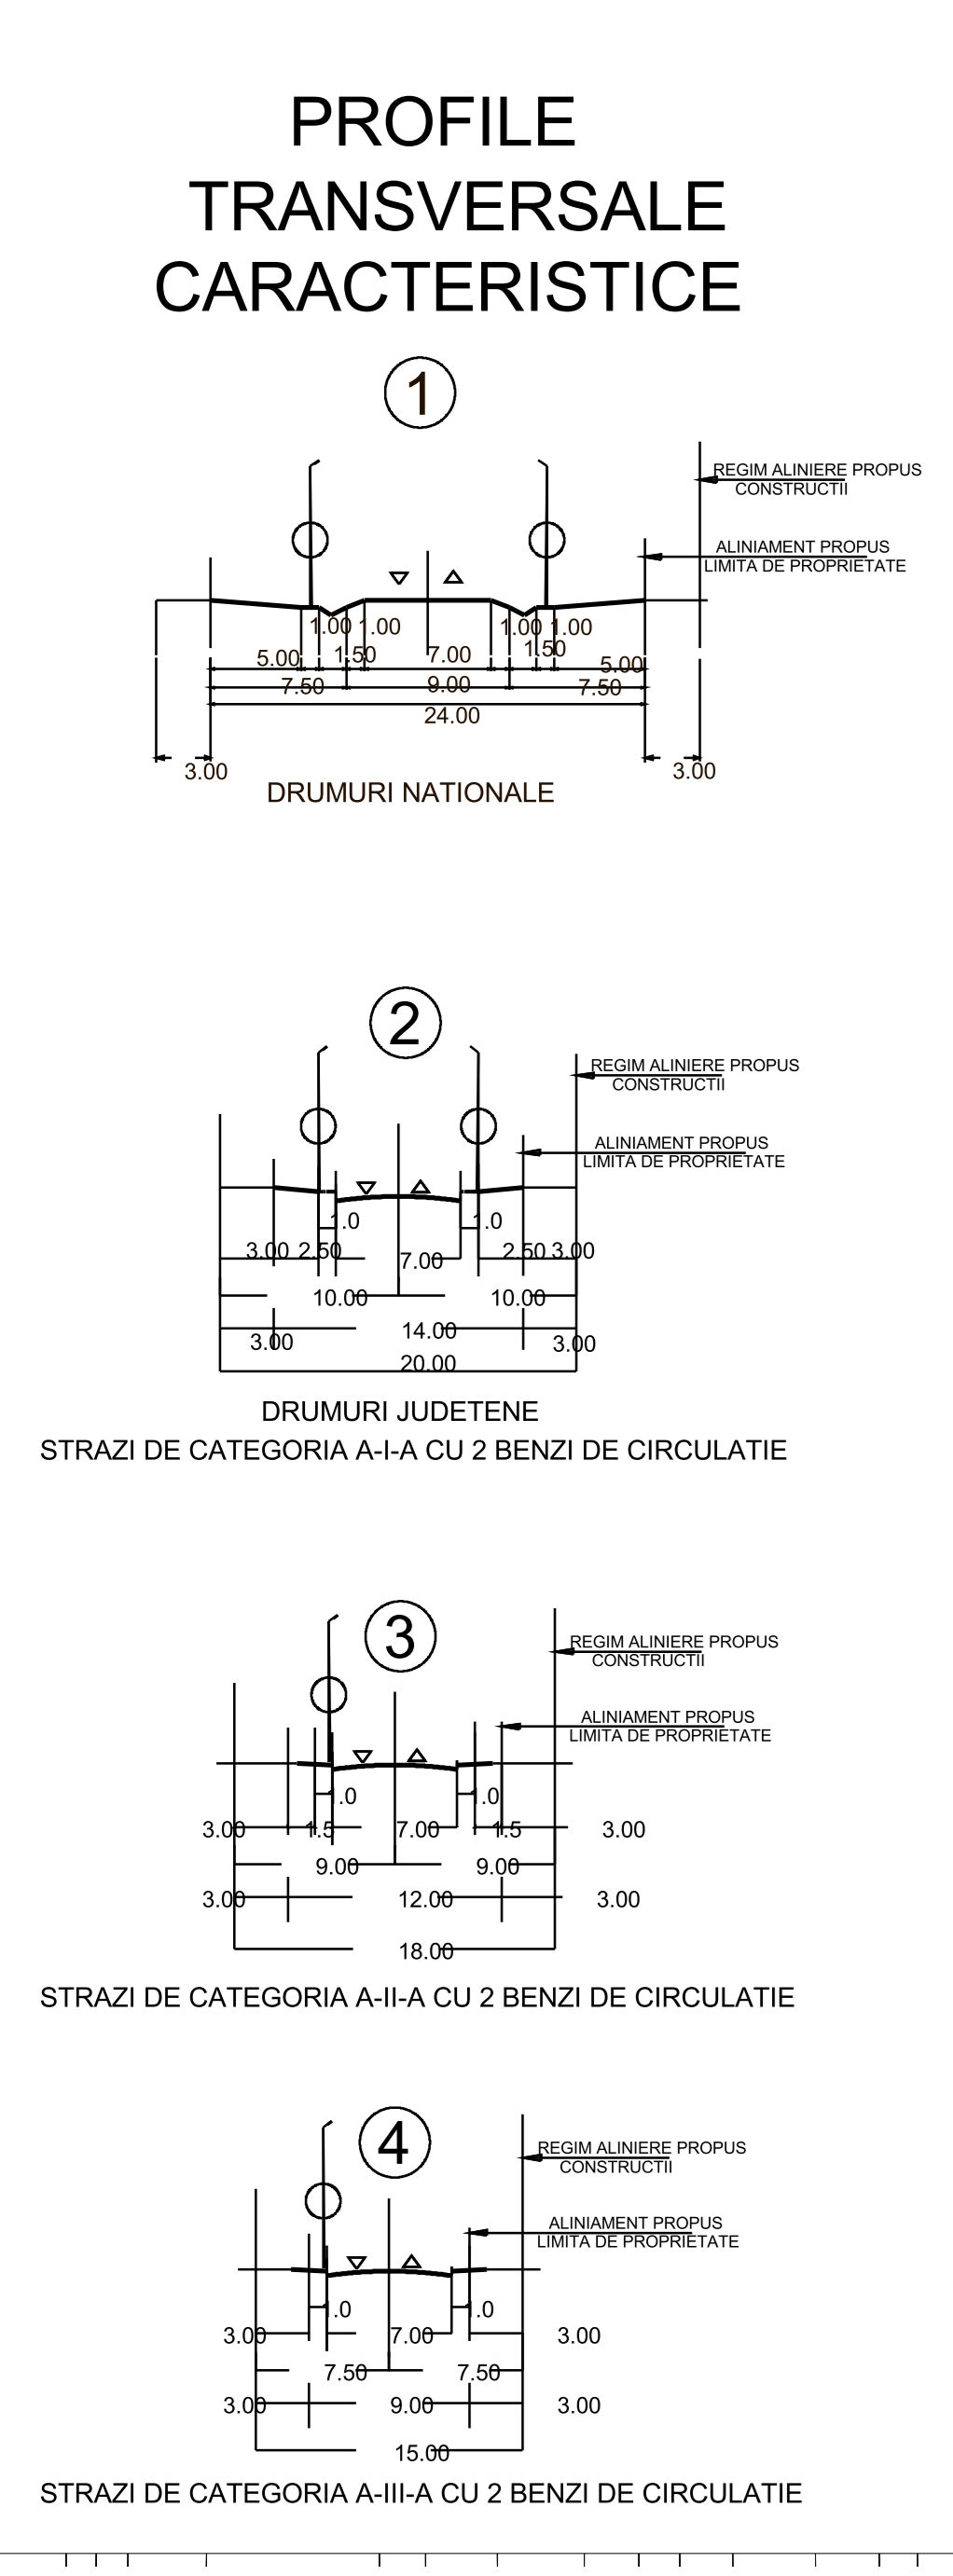 PROFILE
TRANSVERSALE
CARACTERISTICE
1
REGIM ALINIERE PROPUS
CONSTRUCTII
ALINIAMENT PROPUS
LIMITA DE PROPRIETATE
1.00 1.00 1.00 1.00
5.00 1.50 7.00 1.50 5.00
7.50 9.00 7.50
24.00
3.00 3.00
DRUMURI NATIONALE
2
REGIM ALINIERE PROPUS
CONSTRUCTII
ALINIAMENT PROPUS
LIMITA DE PROPRIETATE
1.0 1.0
3.00 2.50 7.00 2.50 3.00
10.00 10.00
3.00 14.00 3.00
20.00
DRUMURI JUDETENE
STRAZI DE CATEGORIA A-I-A CU 2 BENZI DE CIRCULATIE
3
REGIM ALINIERE PROPUS
CONSTRUCTII
ALINIAMENT PROPUS
LIMITA DE PROPRIETATE
1.0 1.0
3.00 1.5 7.00 1.5 3.00
9.00 9.00
3.00 12.00 3.00
18.00
STRAZI DE CATEGORIA A-II-A CU 2 BENZI DE CIRCULATIE
4
REGIM ALINIERE PROPUS
CONSTRUCTII
ALINIAMENT PROPUS
LIMITA DE PROPRIETATE
1.0 1.0
3.00 7.00 3.00
7.50 7.50
3.00 9.00 3.00
15.00
STRAZI DE CATEGORIA A-III-A CU 2 BENZI DE CIRCULATIE